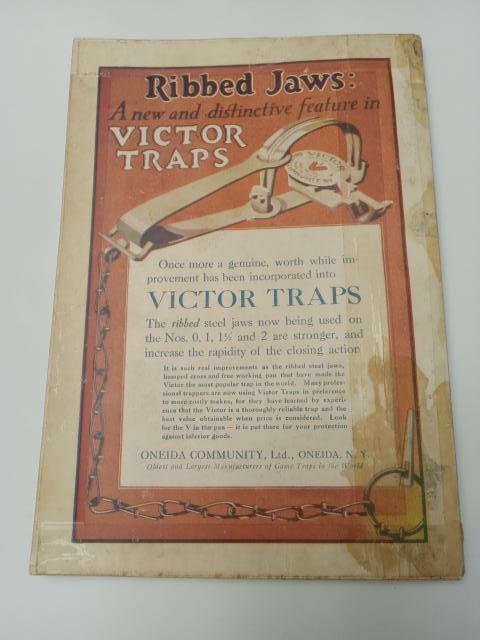 Ribbed Jaws:
A new and distinctive feature in
VICTOR
TRAPS
VICTOR
Once more a genuine, worth while im-
provement has been incorporated into
VICTOR TRAPS
The ribbed steel jaws now being used on
the Nos. 0, 1, 1½ and 2 are stronger, and
increase the rapidity of the closing action
It is such real improvements as the ribbed steel jaws,
humped cross and free working pan that have made the
Victor the most popular trap in the world. Many profes-
sional trappers are now using Victor Traps in preference
to more costly makes, for they have learned by experi-
ence that the Victor is a thoroughly reliable trap and the
best value obtainable when price is considered. Look
for the V in the pan — it is put there for your protection
against inferior goods.
ONEIDA COMMUNITY, Ltd., ONEIDA, N. Y.
Oldest and Largest Manufacturers of Game Traps in the World